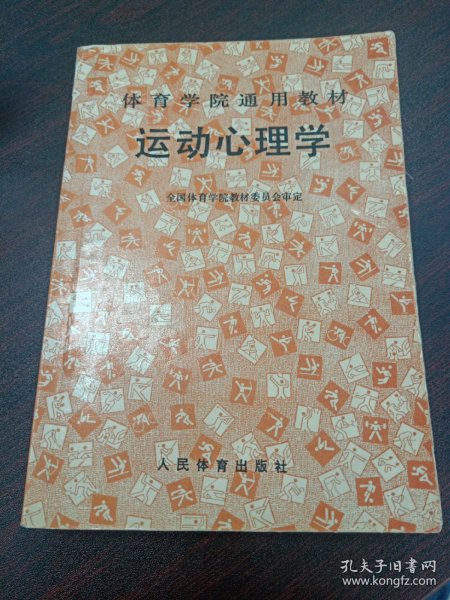 体育学院通用教材
运动心理学
全国体育学院教材委员会审定
人民体育出版社
孔夫子旧书网
www.kongfz.com